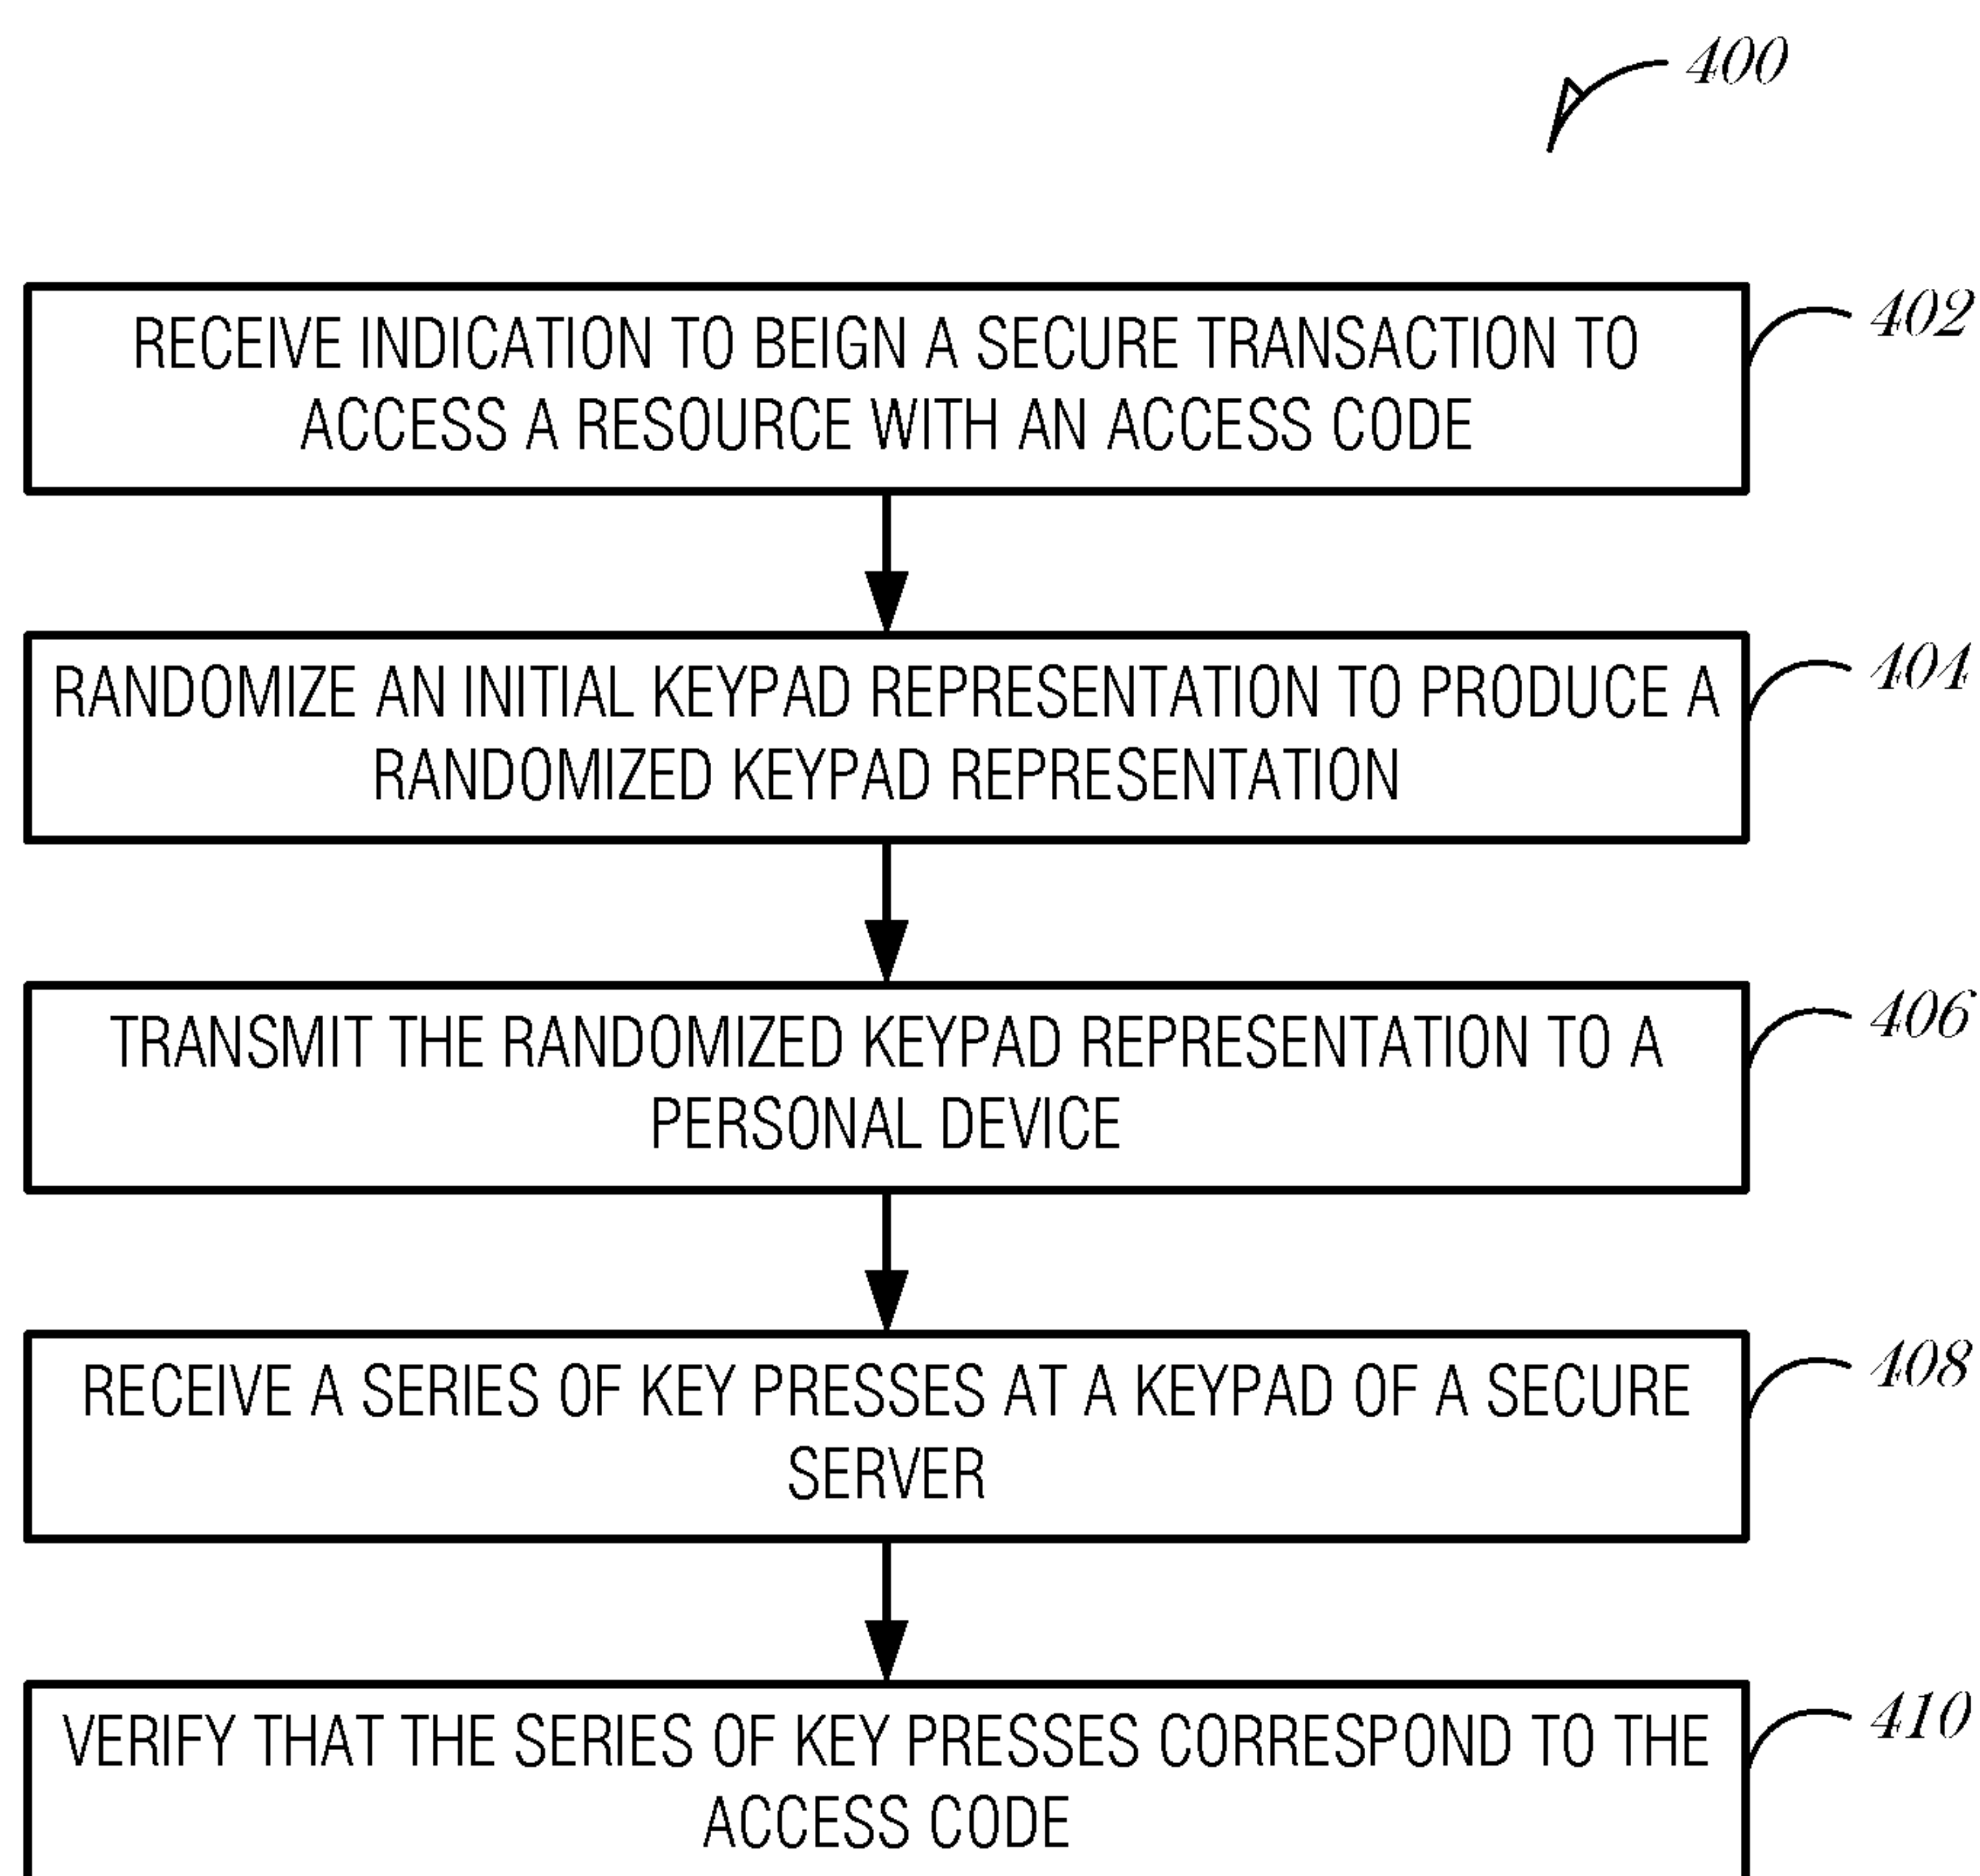 400
RECEIVE INDICATION TO BEIGN A SECURE TRANSACTION TO
ACCESS A RESOURCE WITH AN ACCESS CODE
402
RANDOMIZE AN INITIAL KEYPAD REPRESENTATION TO PRODUCE A
RANDOMIZED KEYPAD REPRESENTATION
404
TRANSMIT THE RANDOMIZED KEYPAD REPRESENTATION TO A
PERSONAL DEVICE
406
RECEIVE A SERIES OF KEY PRESSES AT A KEYPAD OF A SECURE
SERVER
408
VERIFY THAT THE SERIES OF KEY PRESSES CORRESPOND TO THE
ACCESS CODE
410